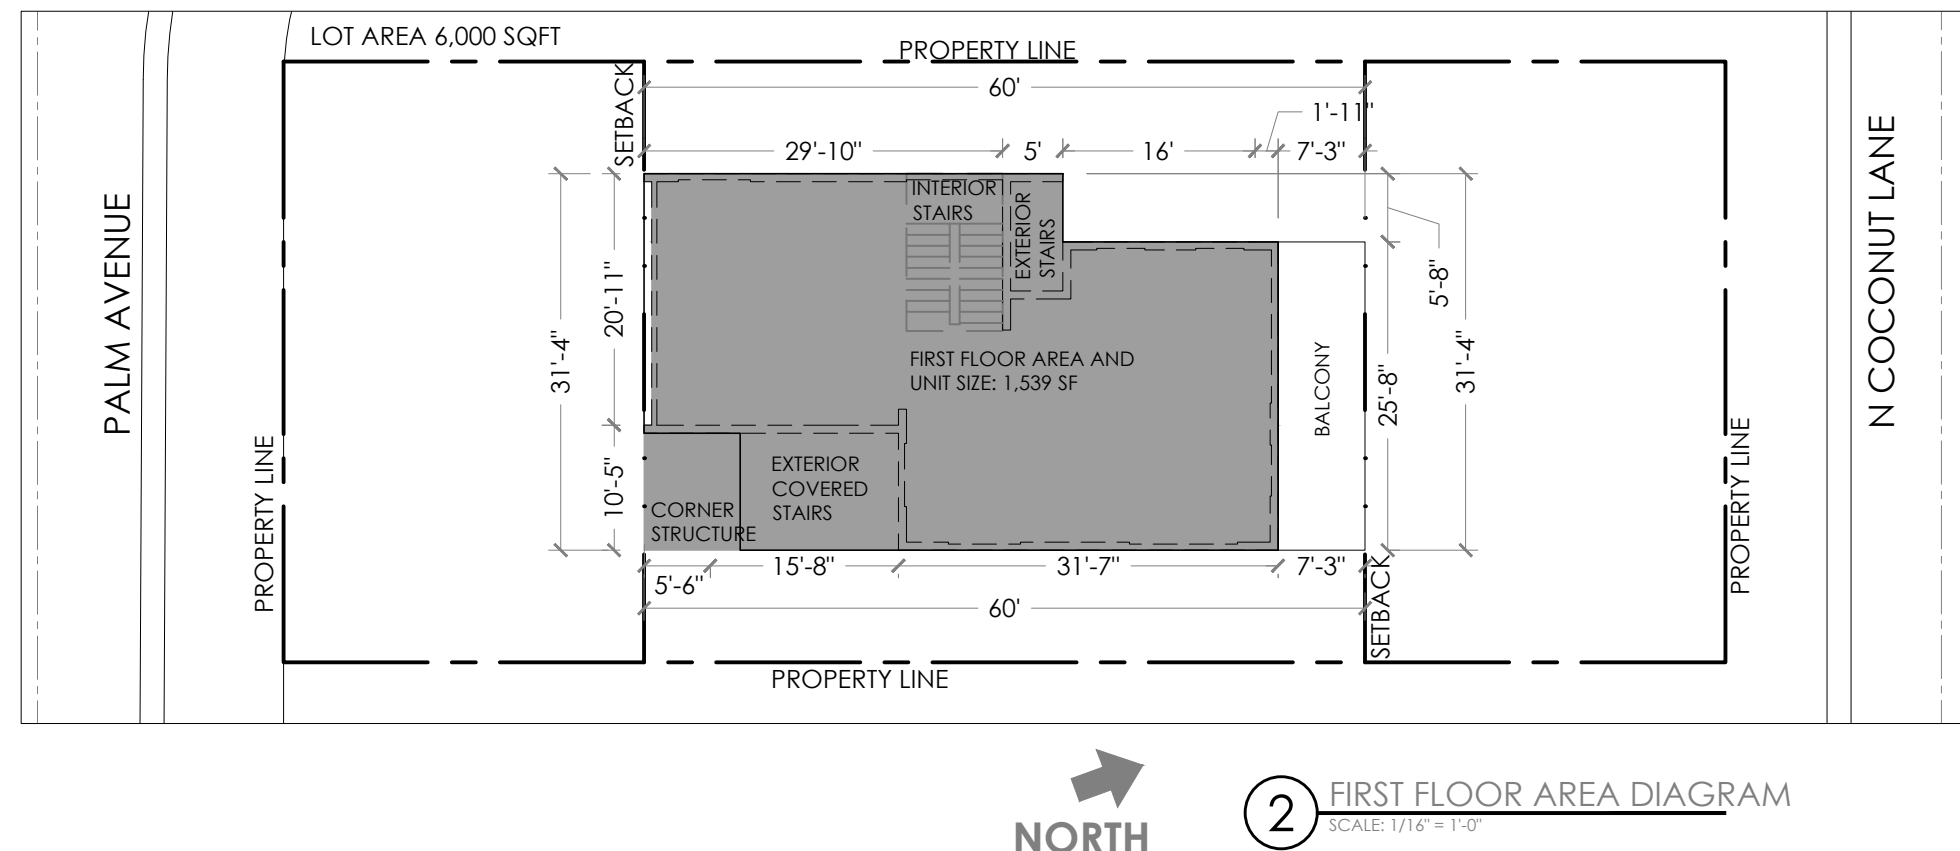 LOT AREA 6,000 SQFT
PROPERTY LINE
60'
SETBACK
1'-11"
29'-10"
5'
16'
7'-3"
INTERIOR
STAIRS
EXTERIOR
STAIRS
PALM AVENUE
N COCONUT LANE
31'-4"
20'-11"
10'-5"
5'-8"
31'-4"
25'-8"
FIRST FLOOR AREA AND
UNIT SIZE: 1,539 SF
BALCONY
EXTERIOR
COVERED
STAIRS
CORNER
STRUCTURE
PROPERTY LINE
PROPERTY LINE
5'-6"
15'-8"
31'-7"
7'-3"
SETBACK
60'
PROPERTY LINE
NORTH
2
FIRST FLOOR AREA DIAGRAM
SCALE: 1/16" = 1'-0"